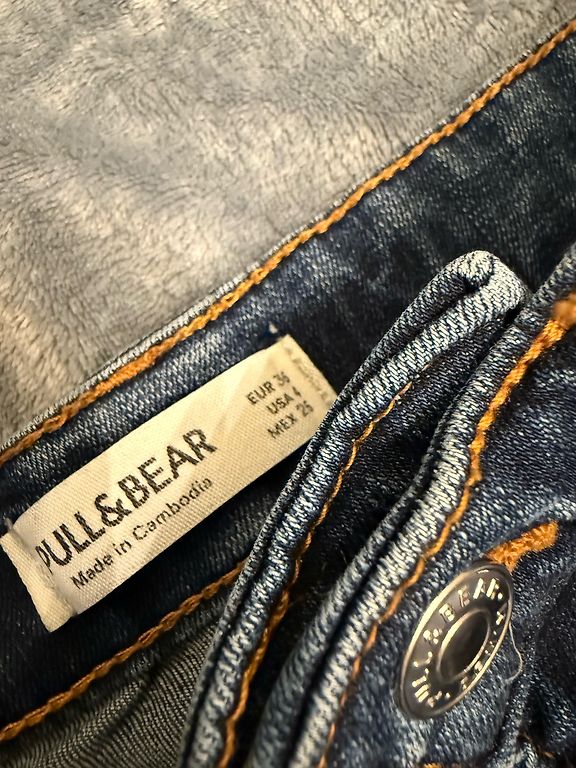 PULL&BEAR
Made in Cambodia
EUR 36
USA 4
MEX 25
PULL&BEAR